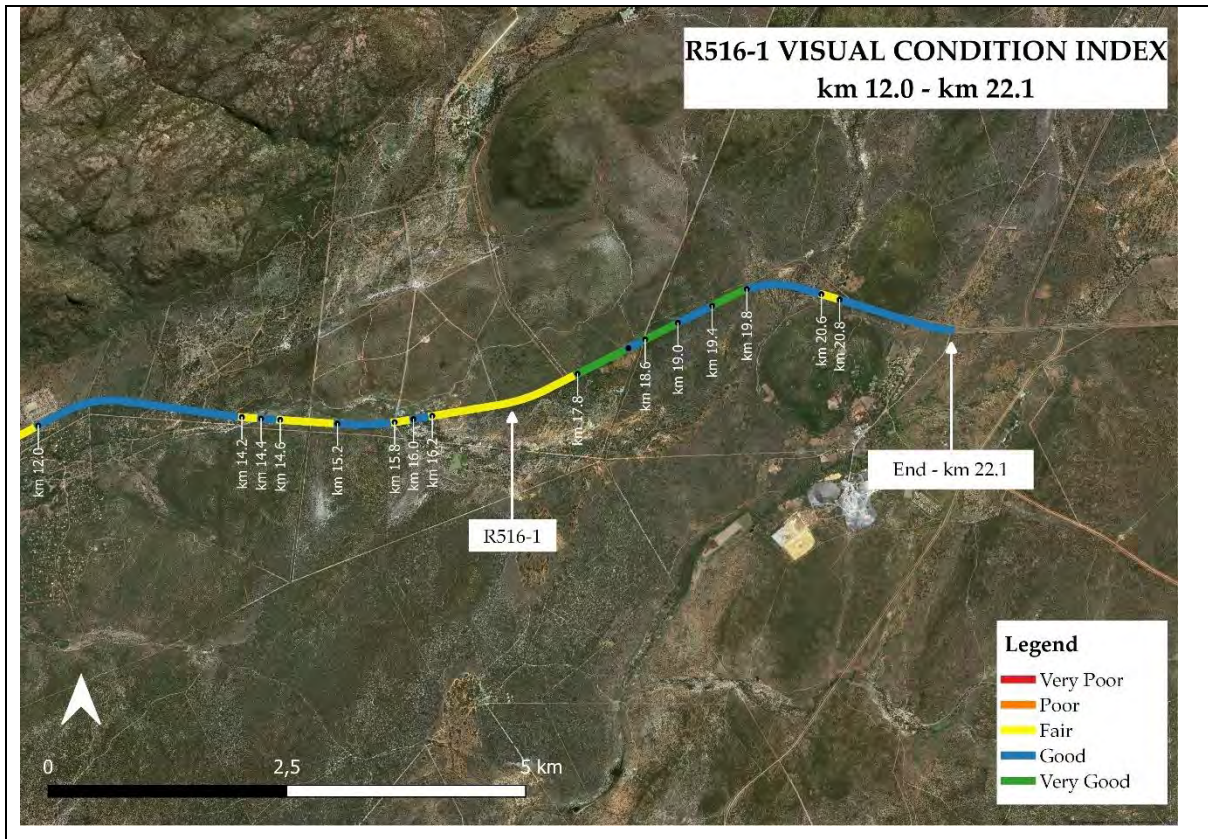 R516-1 VISUAL CONDITION INDEX
km 12.0 - km 22.1
km 12.0
km 14.2
km 14.4
km 14.6
km 15.2
km 15.8
km 16.0
km 16.2
km 17.8
km 18.6
km 19.0
km 19.4
km 19.8
km 20.6
km 20.8
End - km 22.1
R516-1
Legend
Very Poor
Poor
Fair
Good
Very Good
0 2,5 5 km